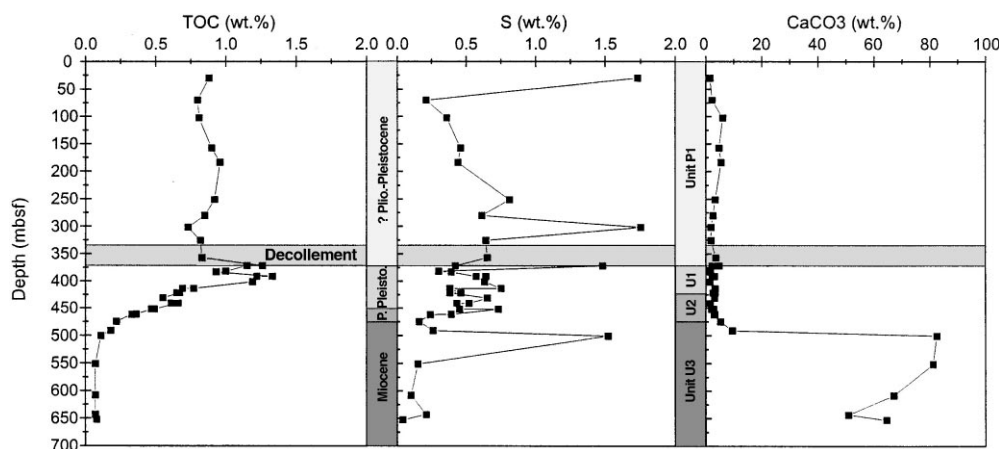 TOC (wt.%) S (wt.%) CaCO3 (wt.%)
0.0 0.5 1.0 1.5 2.0 0.0 0.5 1.0 1.5 2.0 0 20 40 60 80 100
0
50
100
150
200
250
300
350
400
450
500
550
600
650
700
Depth (mbsf)
Decollement
? Plio.-Pleistocene
P. Pleisto.
Miocene
Unit P1
U1
U2
Unit U3